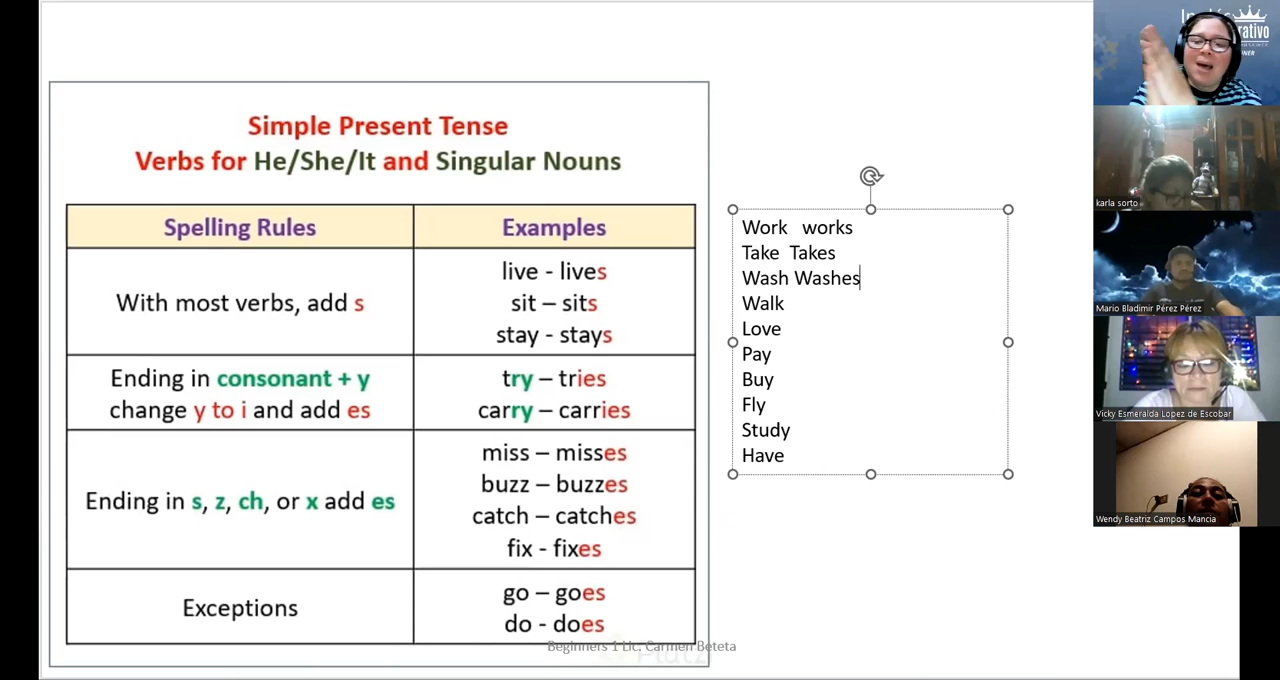 Simple Present Tense
Verbs for He/She/It and Singular Nouns
Spelling Rules
Examples
With most verbs, add s
live - lives
sit – sits
stay - stays
Ending in consonant + y
change y to i and add es
try – tries
carry – carries
Ending in s, z, ch, or x add es
miss – misses
buzz – buzzes
catch – catches
fix - fixes
Exceptions
go – goes
do - does
Beginners 1 Lic. Carmen Beteta
Work works
Take Takes
Wash Washes
Walk
Love
Pay
Buy
Fly
Study
Have
karla sorto
Mario Bladimir Pérez Pérez
Vicky Esmeralda Lopez de Escobar
Wendy Beatriz Campos Mancia